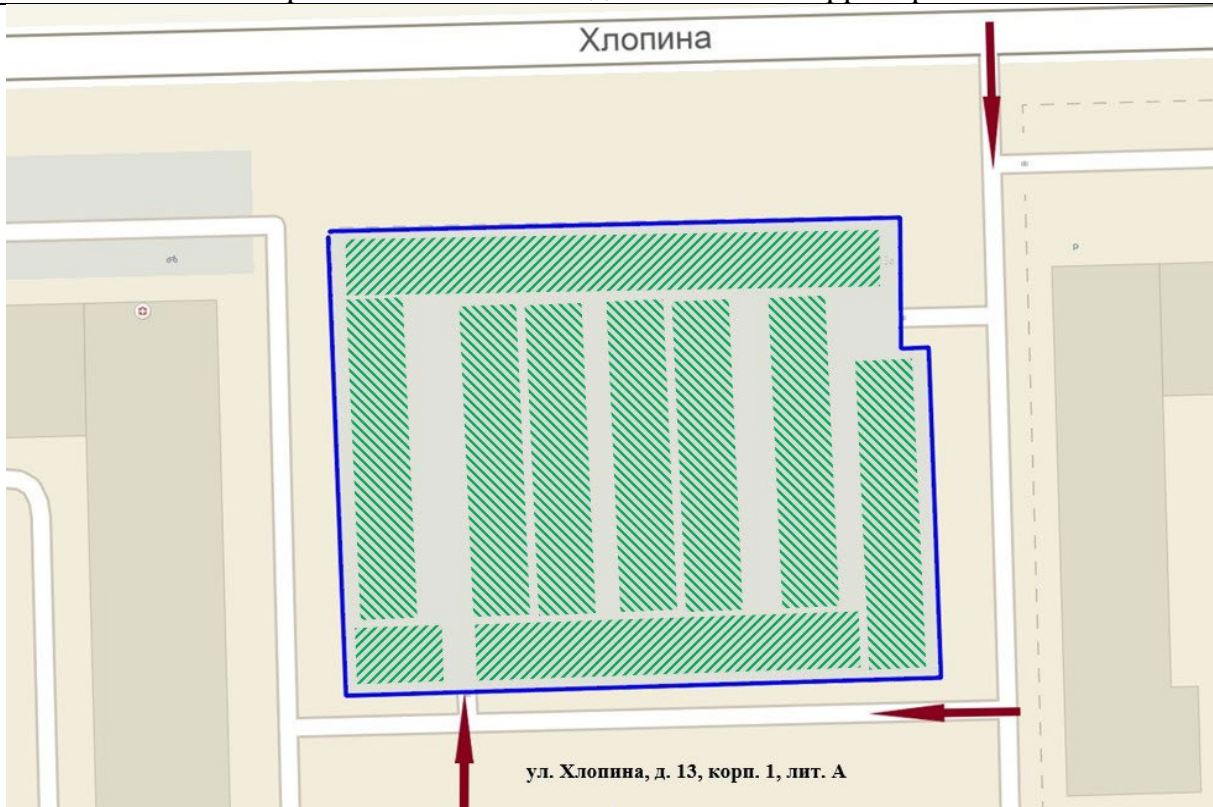 Хлопина
P
ул. Хлопина, д. 13, корп. 1, лит. А